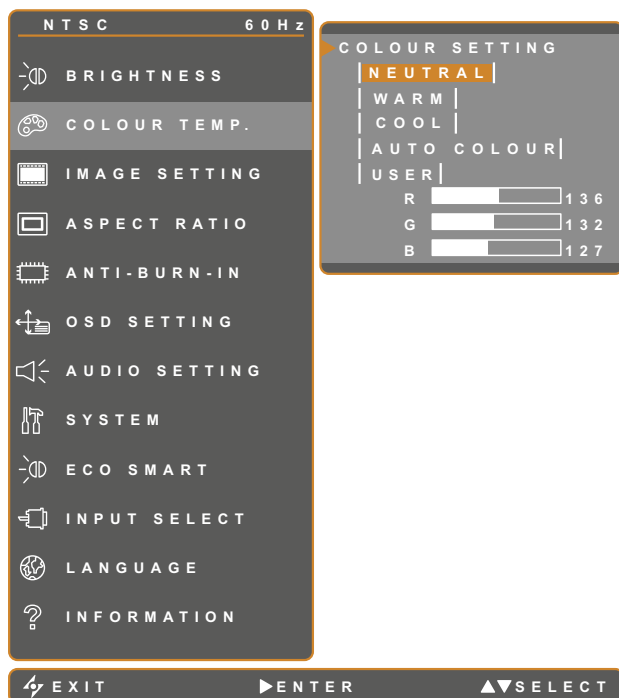 NTSC 60Hz
BRIGHTNESS
COLOUR TEMP.
IMAGE SETTING
ASPECT RATIO
ANTI-BURN-IN
OSD SETTING
AUDIO SETTING
SYSTEM
ECO SMART
INPUT SELECT
LANGUAGE
INFORMATION
COLOUR SETTING
NEUTRAL
WARM
COOL
AUTO COLOUR
USER
R 136
G 132
B 127
EXIT ENTER SELECT